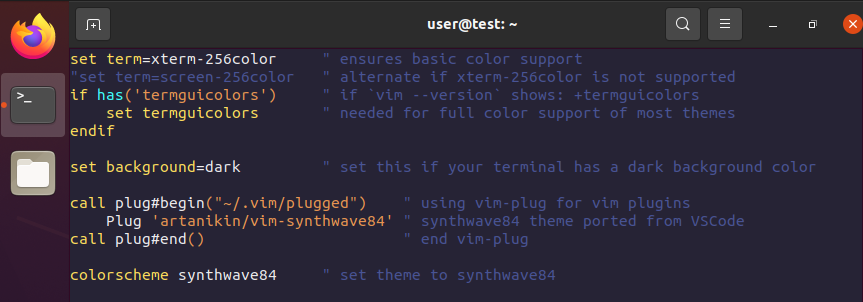 user@test: ~
>_
set term=xterm-256color     " ensures basic color support
"set term=screen-256color   " alternate if xterm-256color is not supported
if has('termguicolors')     " if `vim --version` shows: +termguicolors
    set termguicolors       " needed for full color support of most themes
endif
set background=dark         " set this if your terminal has a dark background color
call plug#begin("~/.vim/plugged")    " using vim-plug for vim plugins
    Plug 'artanikin/vim-synthwave84' " synthwave84 theme ported from VSCode
call plug#end()                      " end vim-plug
colorscheme synthwave84     " set theme to synthwave84